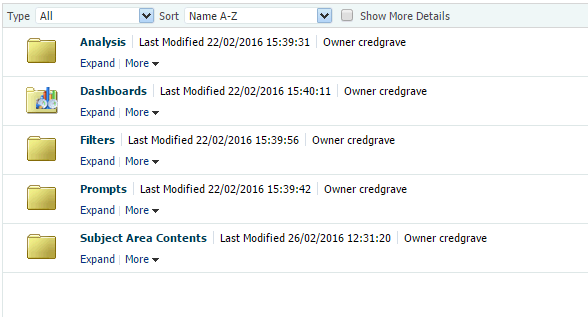 Type All Sort Name A-Z Show More Details
Analysis Last Modified 22/02/2016 15:39:31 Owner credgrave
Expand More
Dashboards Last Modified 22/02/2016 15:40:11 Owner credgrave
Expand More
Filters Last Modified 22/02/2016 15:39:56 Owner credgrave
Expand More
Prompts Last Modified 22/02/2016 15:39:42 Owner credgrave
Expand More
Subject Area Contents Last Modified 26/02/2016 12:31:20 Owner credgrave
Expand More